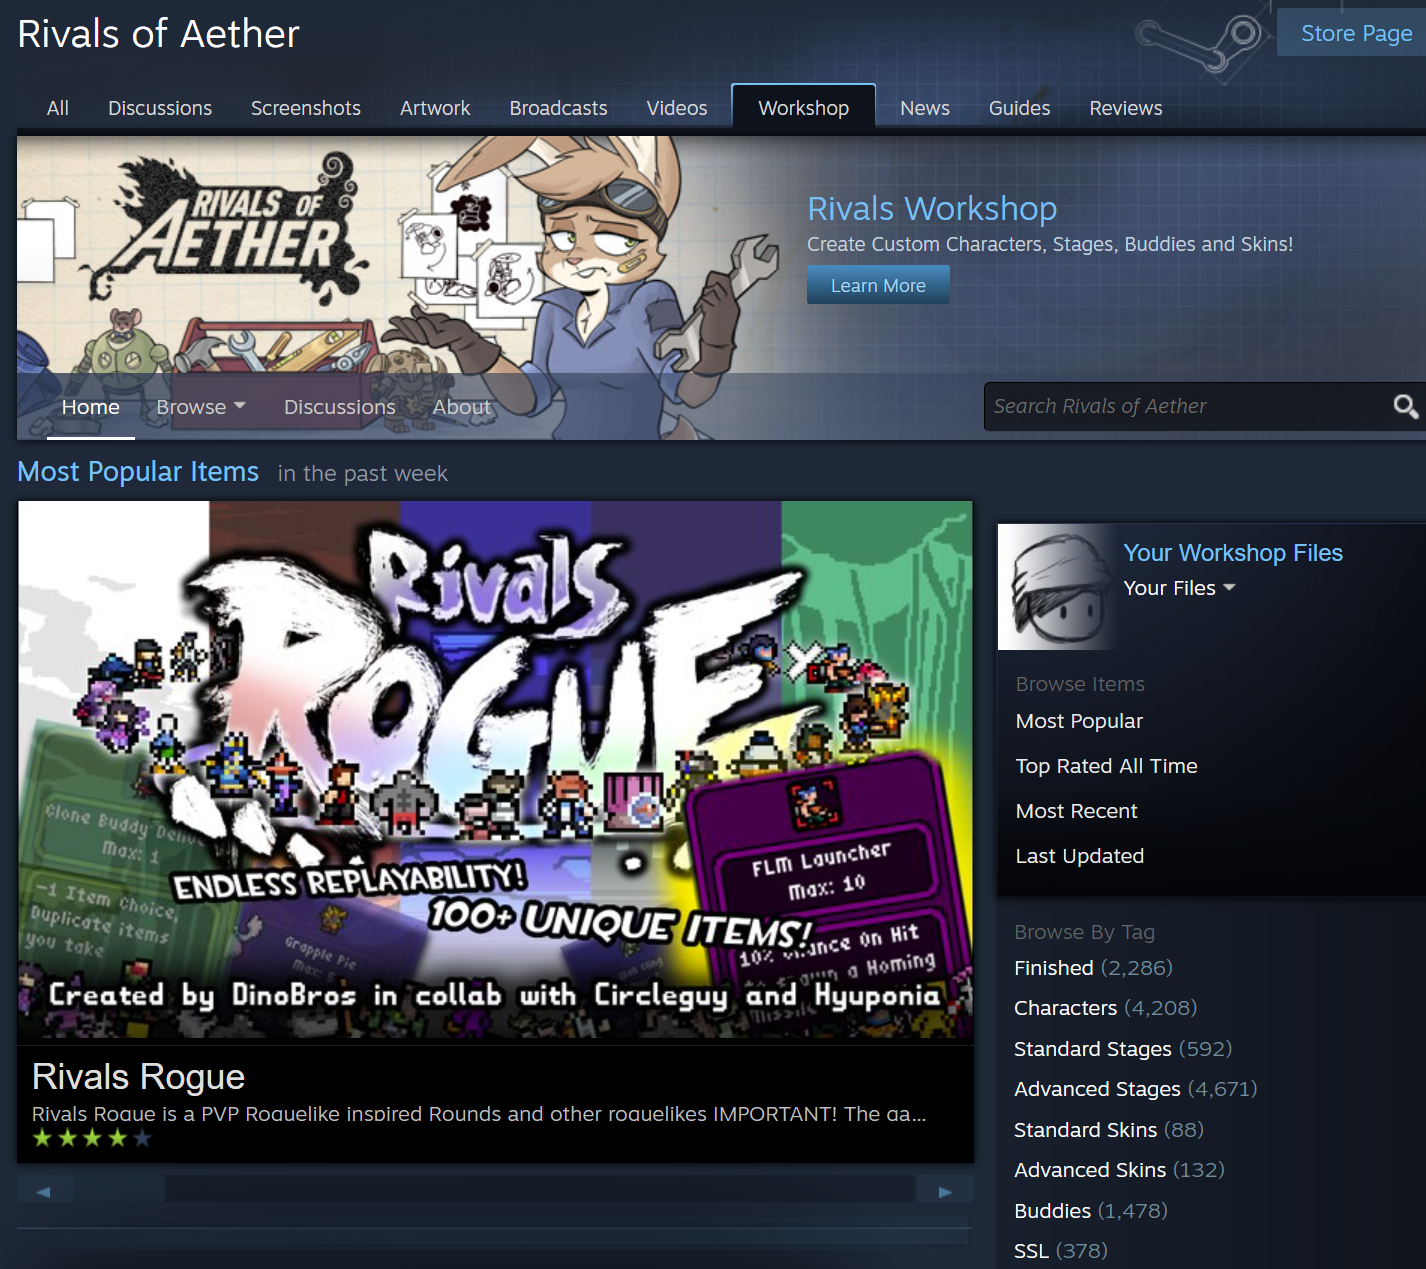 Rivals of Aether
Store Page
All Discussions Screenshots Artwork Broadcasts Videos Workshop News Guides Reviews
RIVALS OF
AETHER
Rivals Workshop
Create Custom Characters, Stages, Buddies and Skins!
Learn More
Home Browse Discussions About
Search Rivals of Aether
Most Popular Items in the past week
Rivals
ROGUE
Clone Buddy
Max: 1
-1 Item Choice,
Duplicate items
you take
Grapple Pie
Max: 5
FLM Launcher
Max: 10
10% Chance On Hit
a Homing
Missile
ENDLESS REPLAYABILITY!
100+ UNIQUE ITEMS!
Created by DinoBros in collab with Circleguy and Hyuponia
Rivals Rogue
Rivals Rogue is a PVP Roguelike inspired Rounds and other roguelikes IMPORTANT! The ga...
Your Workshop Files
Your Files
Browse Items
Most Popular
Top Rated All Time
Most Recent
Last Updated
Browse By Tag
Finished (2,286)
Characters (4,208)
Standard Stages (592)
Advanced Stages (4,671)
Standard Skins (88)
Advanced Skins (132)
Buddies (1,478)
SSL (378)